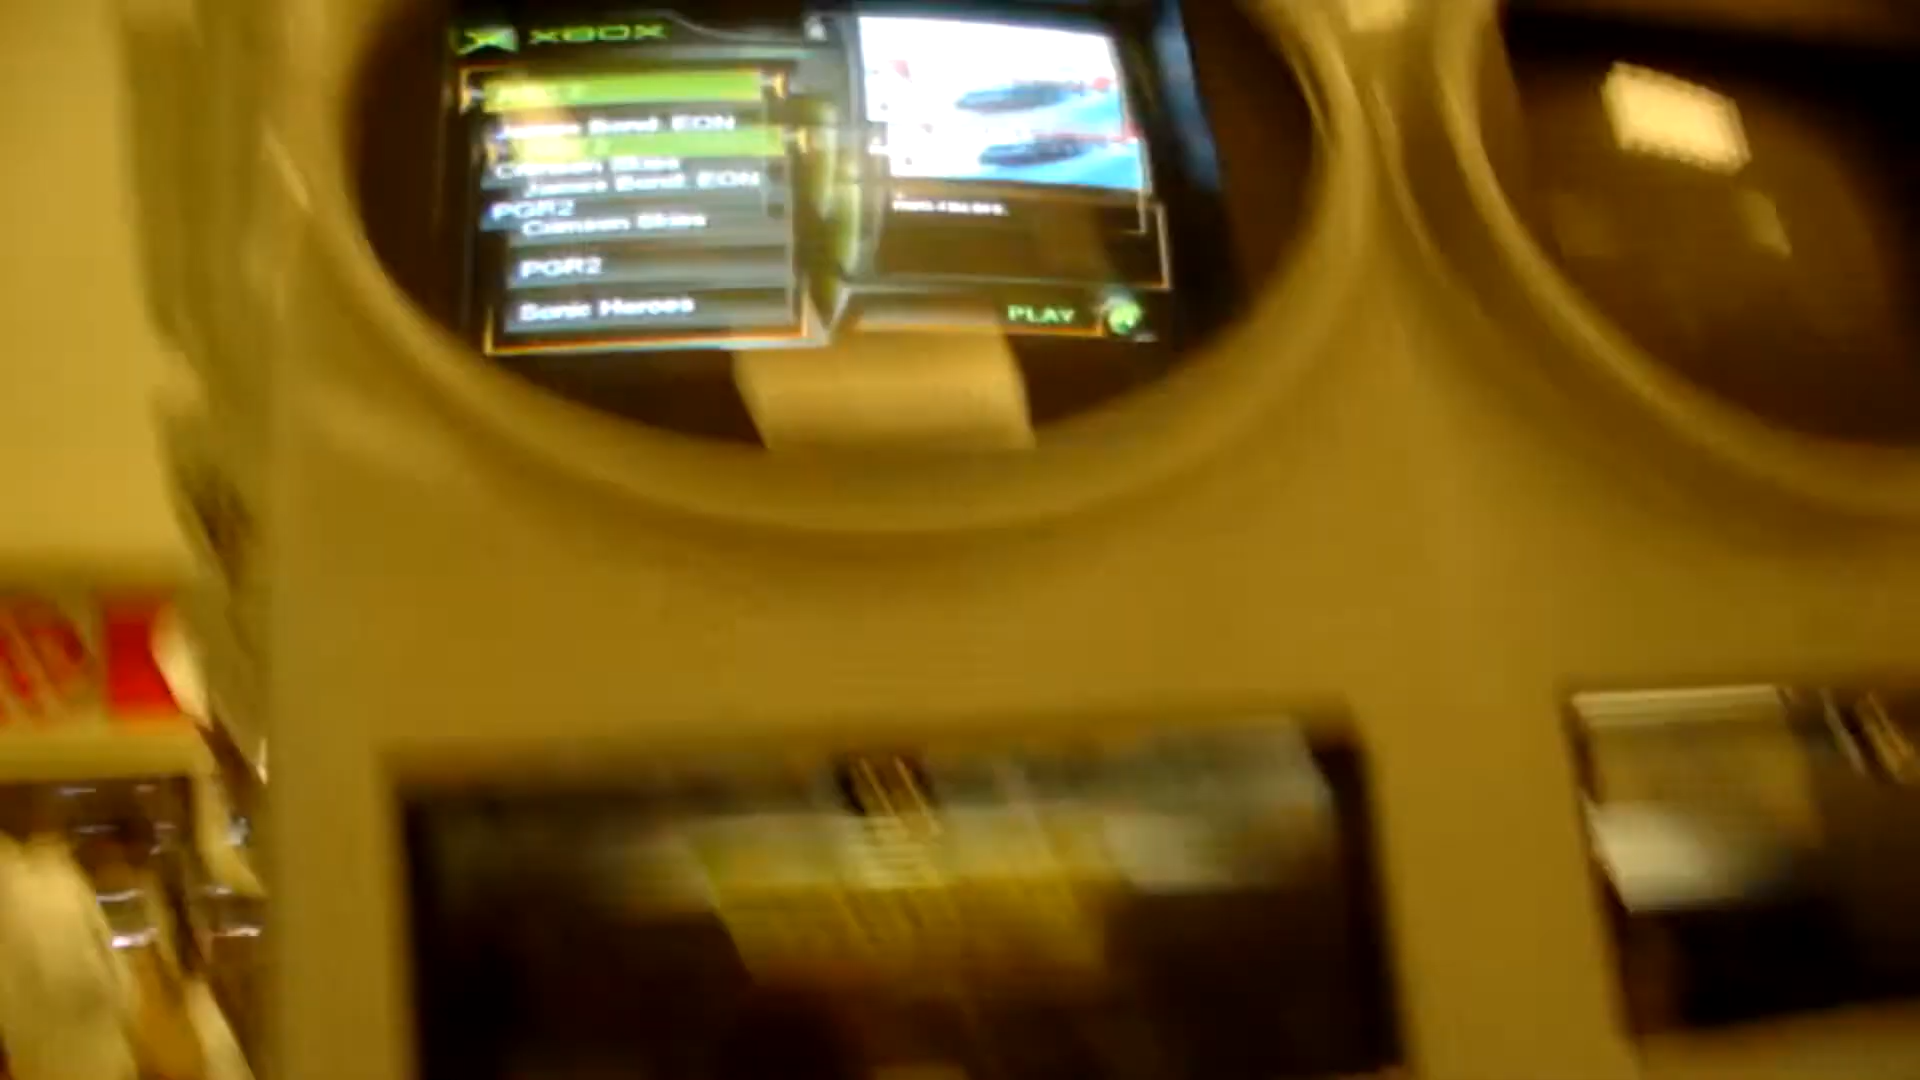 XBOX
James Bond EON
Crimson Skies
James Bond EON
PGR2
Crimson Skies
PGR2
Sonic Heroes
PLAY